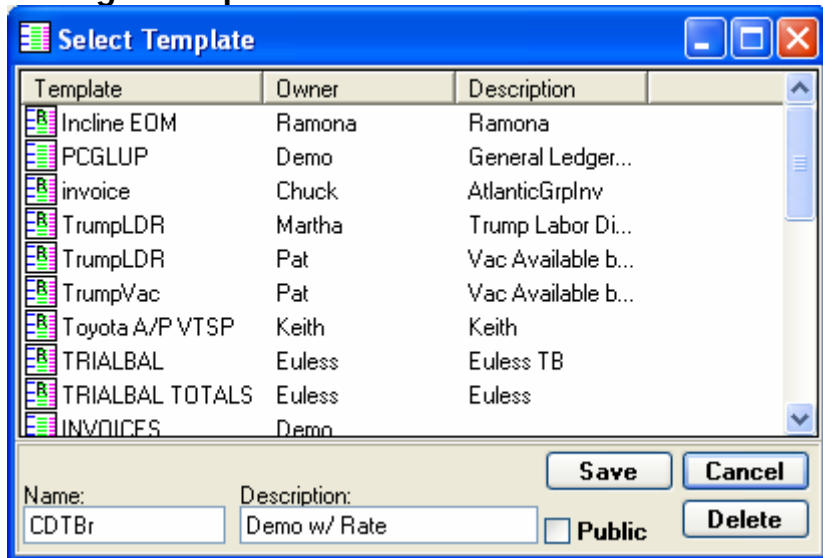 Select Template
Template Owner Description
Incline EOM Ramona Ramona
PCGLUP Demo General Ledger...
invoice Chuck AtlanticGrpInv
TrumpLDR Martha Trump Labor Di...
TrumpLDR Pat Vac Available b...
TrumpVac Pat Vac Available b...
Toyota A/P VTSP Keith Keith
TRIALBAL Euless Euless TB
TRIALBAL TOTALS Euless Euless
INVOICES Demo
Save Cancel
Name: Description:
CDTBr Demo w/ Rate Public Delete